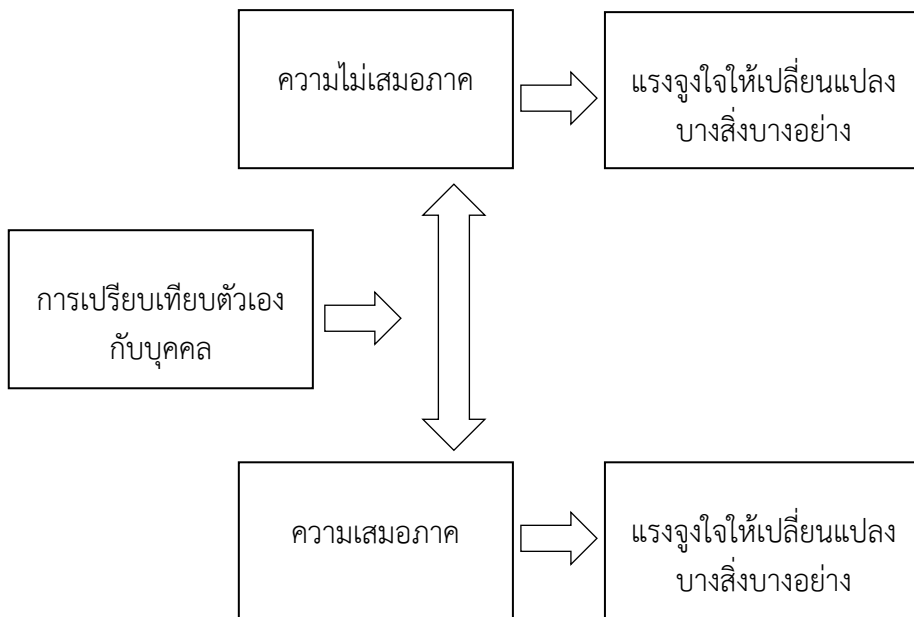 ความไม่เสมอภาค
แรงจูงใจให้เปลี่ยนแปลง
บางสิ่งบางอย่าง
การเปรียบเทียบตัวเอง
กับบุคคล
ความเสมอภาค
แรงจูงใจให้เปลี่ยนแปลง
บางสิ่งบางอย่าง